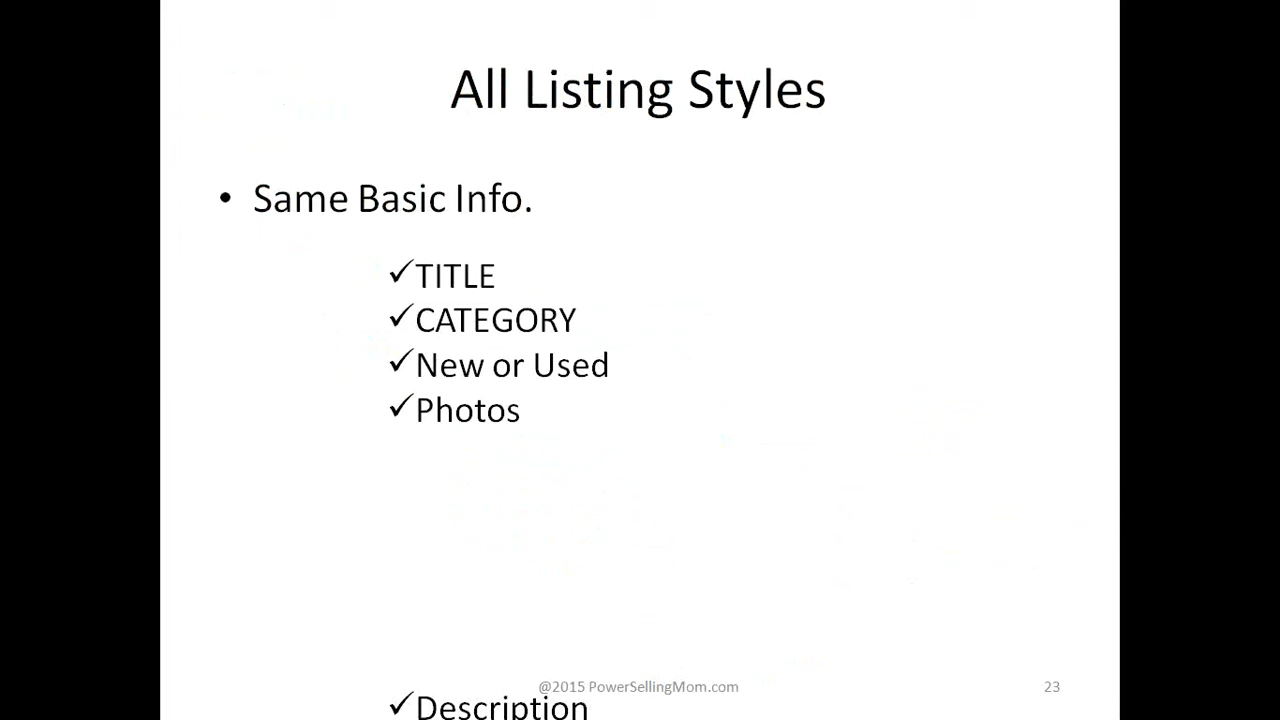 All Listing Styles
• Same Basic Info.
✓TITLE
✓CATEGORY
✓New or Used
✓Photos
@2015 PowerSellingMom.com 23
✓Description